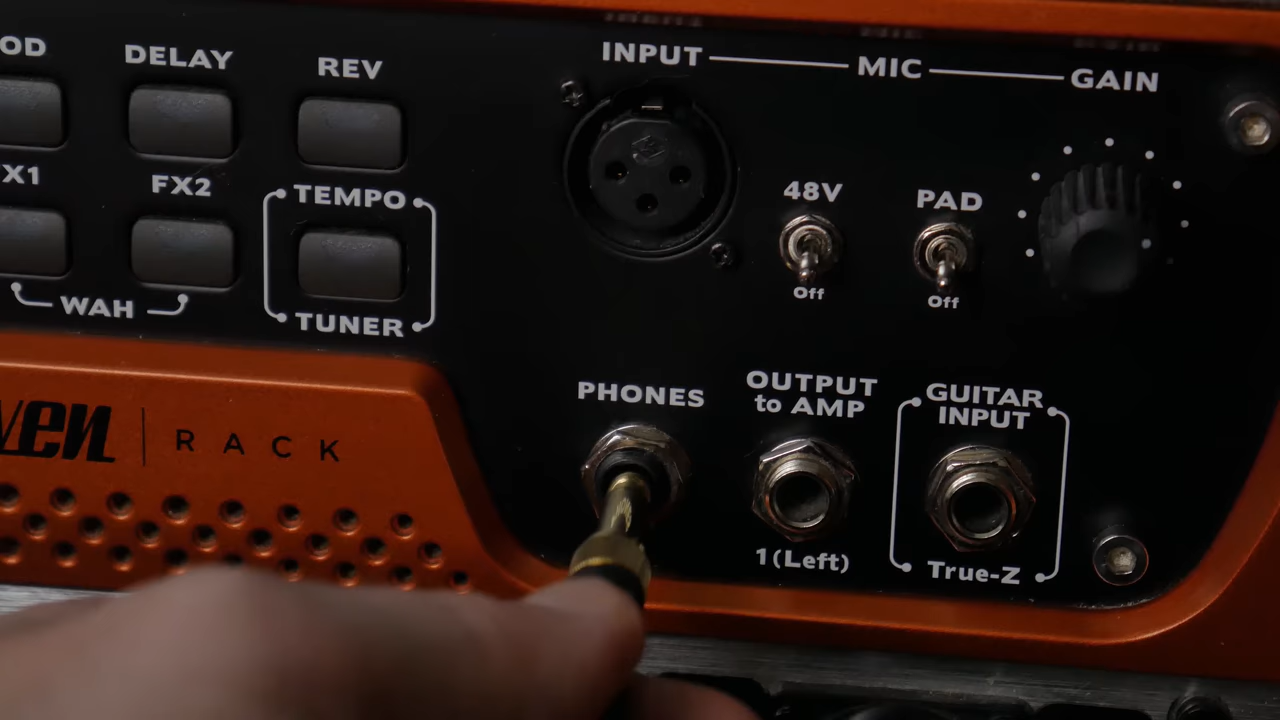 OD DELAY REV
INPUT MIC GAIN
X1 FX2 TEMPO
48V PAD
Off Off
WAH TUNER
PHONES OUTPUT
to AMP GUITAR
INPUT
ven RACK
1(Left) True-Z